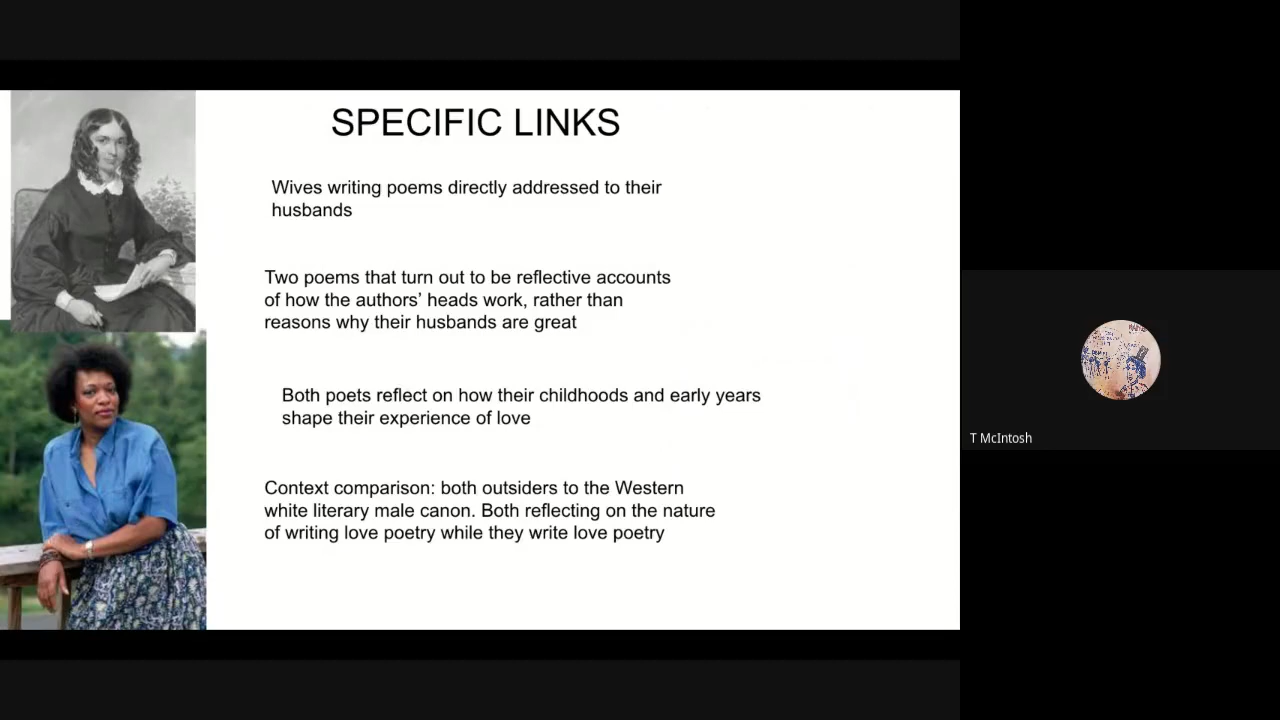 SPECIFIC LINKS
Wives writing poems directly addressed to their
husbands
Two poems that turn out to be reflective accounts
of how the authors’ heads work, rather than
reasons why their husbands are great
Both poets reflect on how their childhoods and early years
shape their experience of love
Context comparison: both outsiders to the Western
white literary male canon. Both reflecting on the nature
of writing love poetry while they write love poetry
T McIntosh